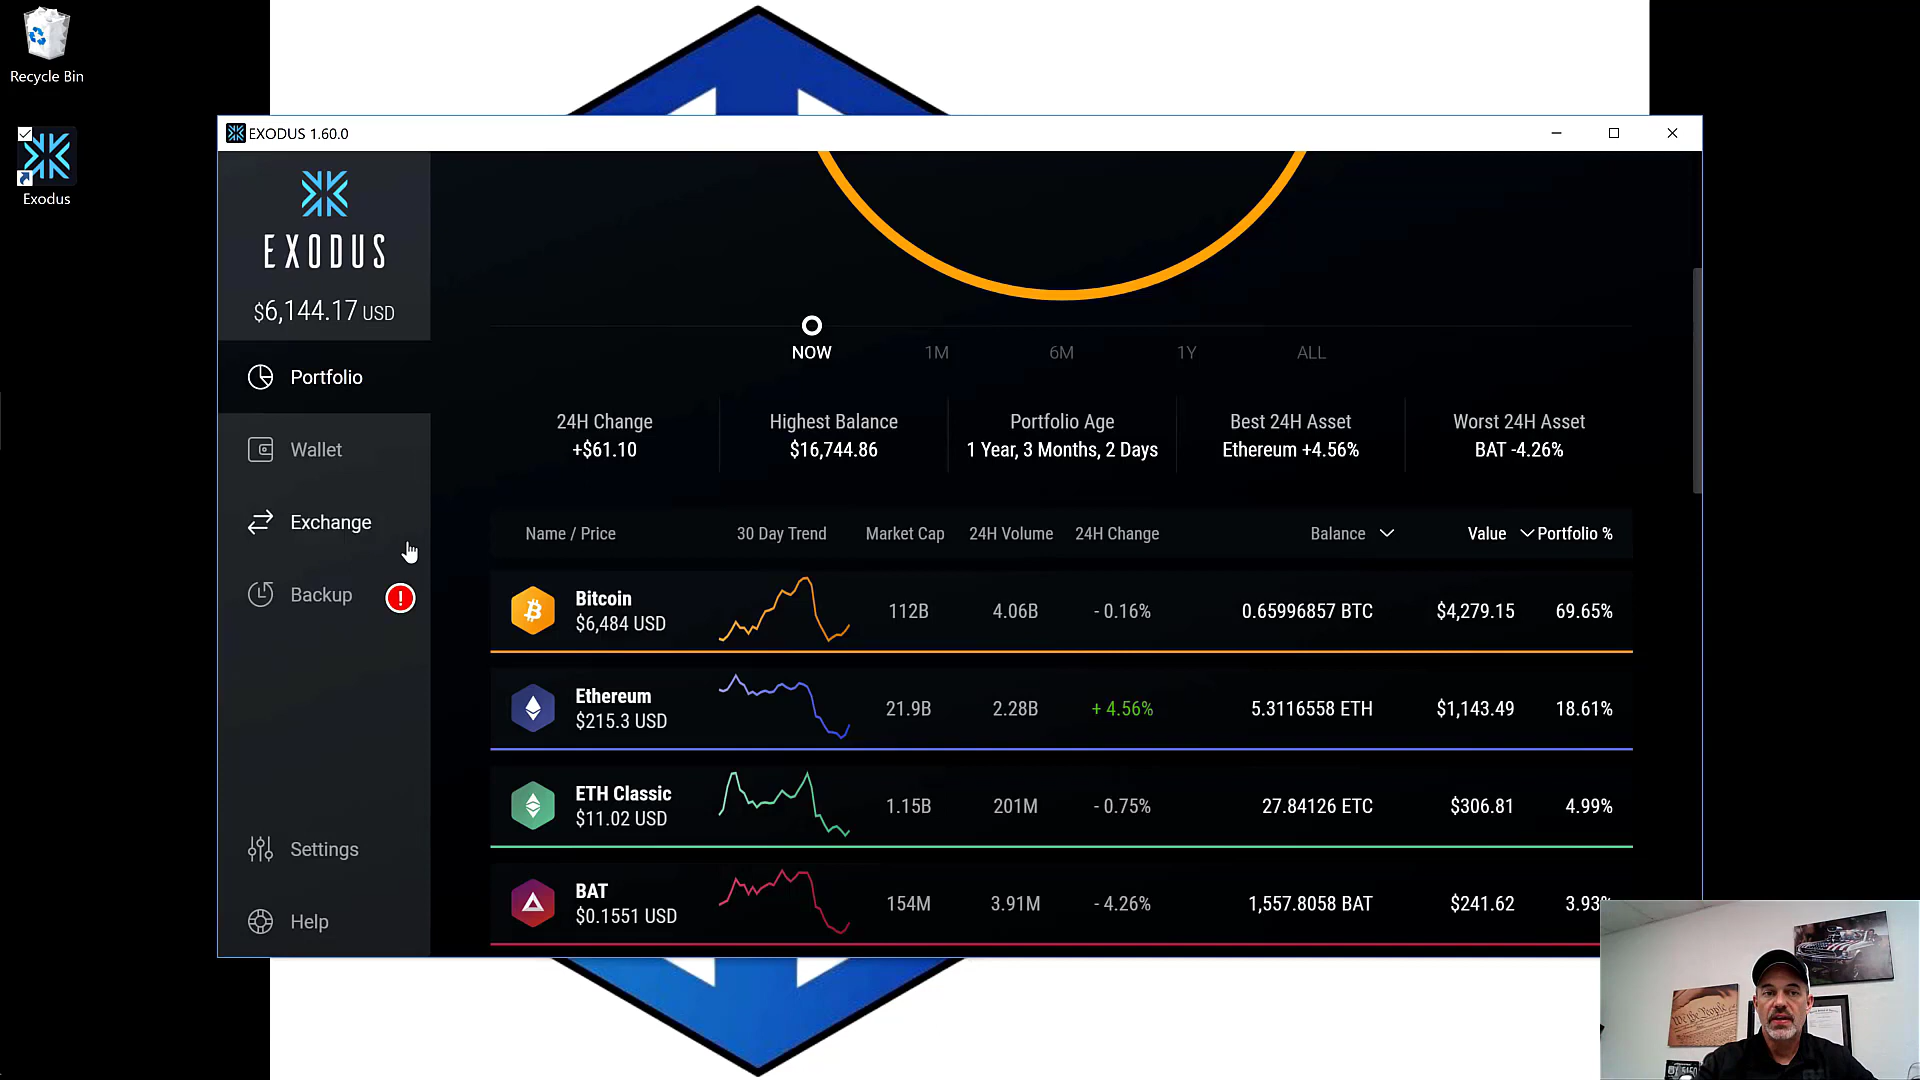 Recycle Bin
Exodus
EXODUS 1.60.0
EXODUS
$6,144.17 USD
Portfolio
Wallet
Exchange
Backup
!
Settings
Help
NOW 1M 6M 1Y ALL
24H Change Highest Balance Portfolio Age Best 24H Asset Worst 24H Asset
+$61.10 $16,744.86 1 Year, 3 Months, 2 Days Ethereum +4.56% BAT -4.26%
Name / Price 30 Day Trend Market Cap 24H Volume 24H Change Balance Value Portfolio %
Bitcoin
$6,484 USD 112B 4.06B - 0.16% 0.65996857 BTC $4,279.15 69.65%
Ethereum
$215.3 USD 21.9B 2.28B + 4.56% 5.3116558 ETH $1,143.49 18.61%
ETH Classic
$11.02 USD 1.15B 201M - 0.75% 27.84126 ETC $306.81 4.99%
BAT
$0.1551 USD 154M 3.91M - 4.26% 1,557.8058 BAT $241.62 3.93%
We the People